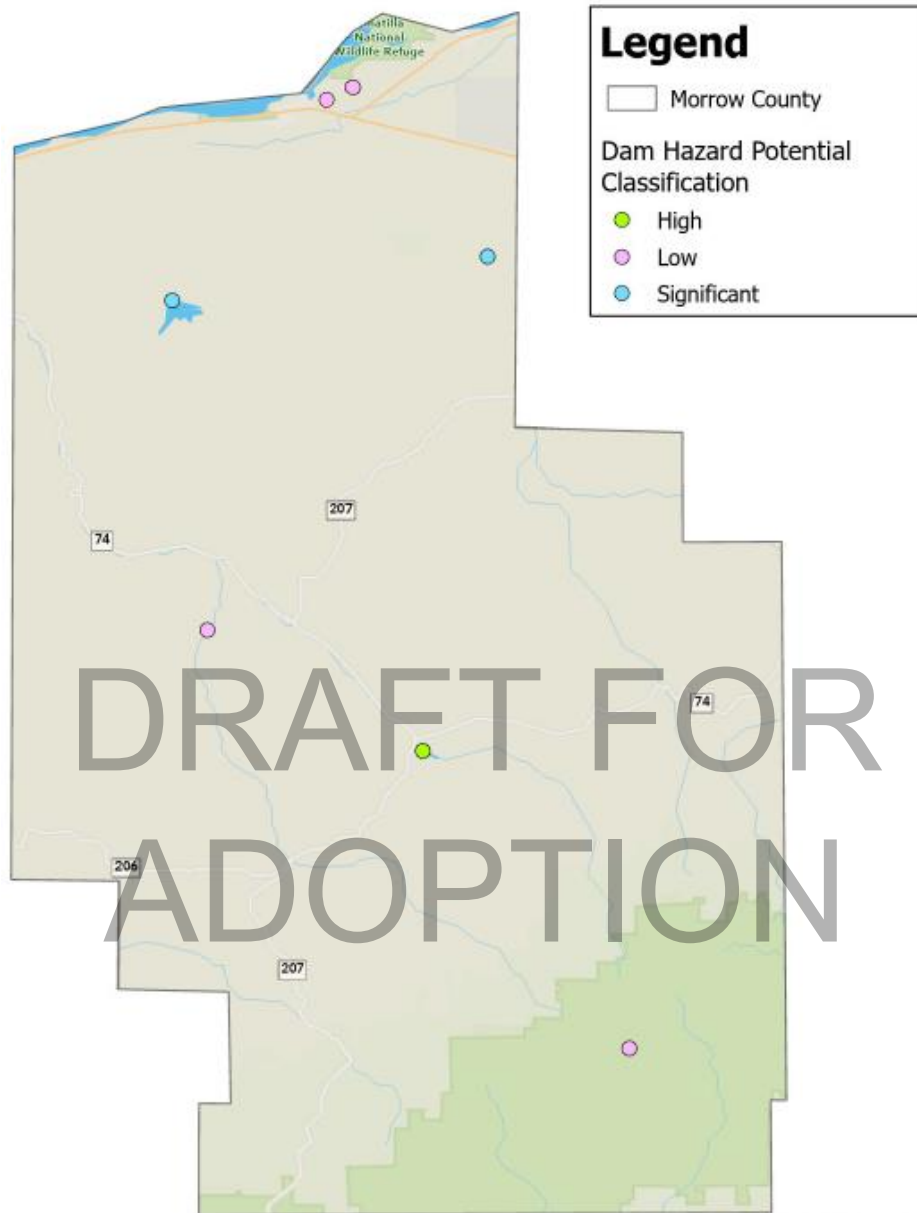 National
Wildlife Refuge
Legend
Morrow County
Dam Hazard Potential
Classification
High
Low
Significant
207
74
74
DRAFT FOR
ADOPTION
206
207